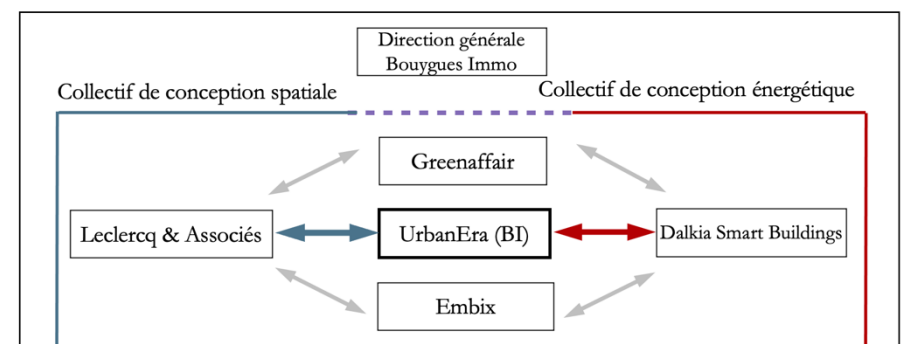 Direction générale
Bouygues Immo
Collectif de conception spatiale
Collectif de conception énergétique
Greenaffair
Leclercq & Associés
UrbanEra (BI)
Dalkia Smart Buildings
Embix